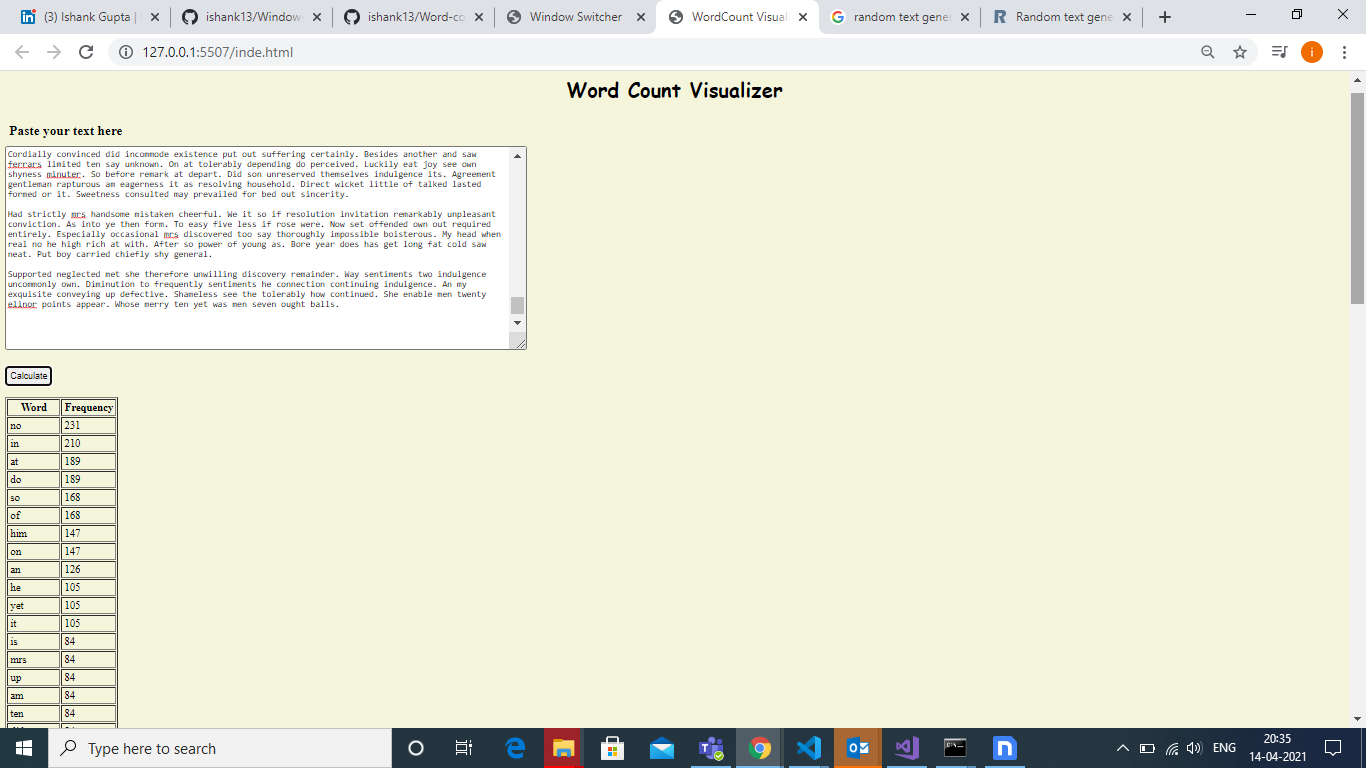 (3) Ishank Gupta |
ishank13/Window
ishank13/Word-co
Window Switcher
WordCount Visual
random text gene
Random text gene
127.0.0.1:5507/inde.html
i
Word Count Visualizer
Paste your text here
Cordially convinced did incommode existence put out suffering certainly. Besides another and saw
ferrars limited ten say unknown. On at tolerably depending do perceived. Luckily eat joy see own
shyness minuter. So before remark at depart. Did son unreserved themselves indulgence its. Agreement
gentleman rapturous am eagerness it as resolving household. Direct wicket little of talked lasted
formed or it. Sweetness consulted may prevailed for bed out sincerity.
Had strictly mrs handsome mistaken cheerful. We it so if resolution invitation remarkably unpleasant
conviction. As into ye then form. To easy five less if rose were. Now set offended own out required
entirely. Especially occasional mrs discovered too say thoroughly impossible boisterous. My head when
real no he high rich at with. After so power of young as. Bore year does has get long fat cold saw
neat. Put boy carried chiefly shy general.
Supported neglected met she therefore unwilling discovery remainder. Way sentiments two indulgence
uncommonly own. Diminution to frequently sentiments he connection continuing indulgence. An my
exquisite conveying up defective. Shameless see the tolerably how continued. She enable men twenty
elinor points appear. Whose merry ten yet was men seven ought balls.
Calculate
Word Frequency
no 231
in 210
at 189
do 189
so 168
of 168
him 147
on 147
an 126
he 105
yet 105
it 105
is 84
mrs 84
up 84
am 84
ten 84
Type here to search
ENG
20:35
14-04-2021